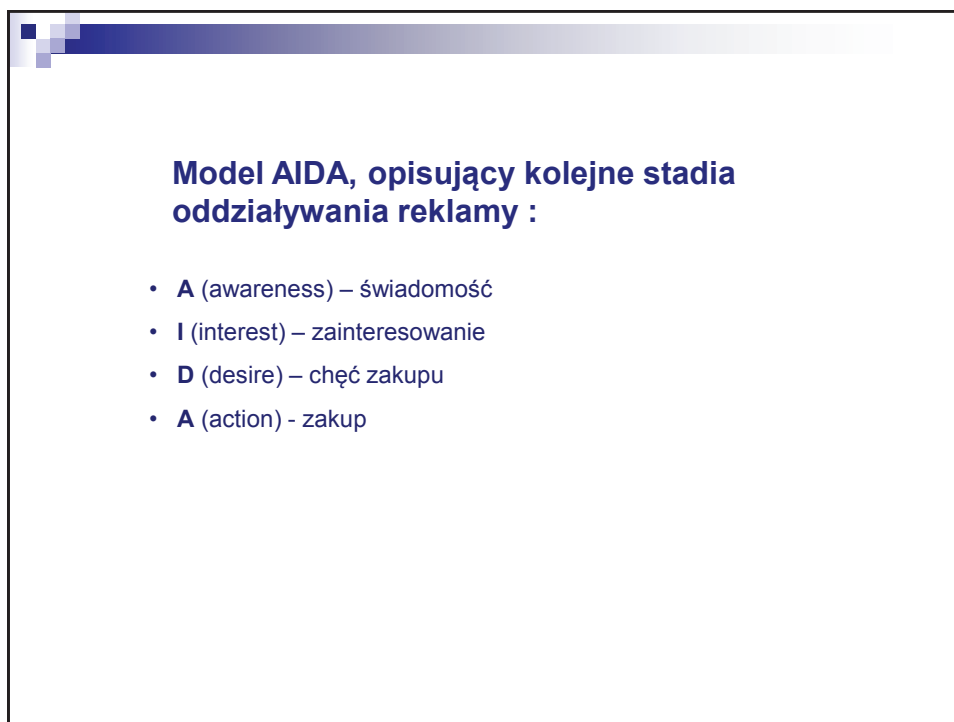 Model AIDA, opisujący kolejne stadia
oddziaływania reklamy :
• A (awareness) – świadomość
• I (interest) – zainteresowanie
• D (desire) – chęć zakupu
• A (action) - zakup